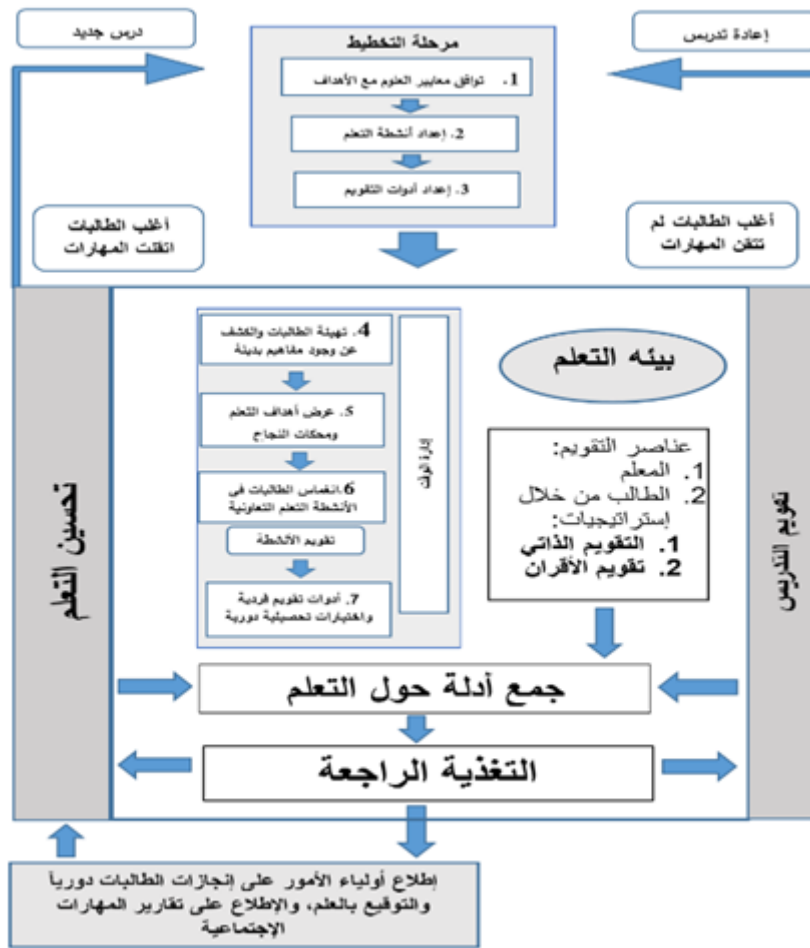 إعادة تدريس
مرحلة التخطيط
درس جديد
1. توافق معايير العلوم مع الأهداف
2. إعداد أنشطة التعلم
3. إعداد أدوات التقويم
أغلب الطالبات لم
تتقن المهارات
أغلب الطالبات
اتقنت المهارات
تقويم التدريس
بيئه التعلم
عناصر التقويم:
1. المعلم
2. الطالب من خلال
إستراتيجيات:
1. التقويم الذاتي
2. تقويم الأقران
إدارة الوقت
4. تهيئة الطالبات والكشف
عن وجود مفاهيم بديلة
5. عرض أهداف التعلم
ومحكات النجاح
6. انغماس الطالبات فى
الأنشطة التعلم التعاونية
تقويم الأنشطة
7. أدوات تقويم فردية
واختبارات تحصيلية دورية
تحسين التعلم
جمع أدلة حول التعلم
التغذية الراجعة
إطلاع أولياء الأمور على إنجازات الطالبات دورياً
والتوقيع بالعلم، والإطلاع على تقارير المهارات
الإجتماعية